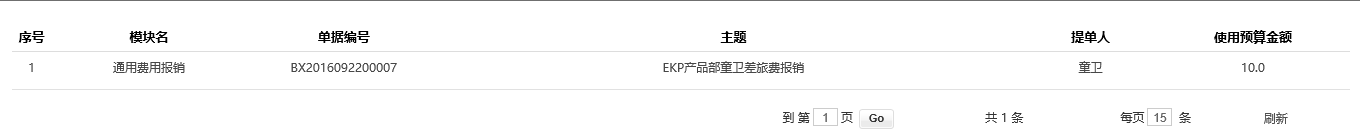 序号 模块名 单据编号 主题 提单人 使用预算金额
1 通用费用报销 BX2016092200007 EKP产品部童卫差旅费报销 童卫 10.0
到 第 1 页 Go 共 1 条 每页 15 条 刷新